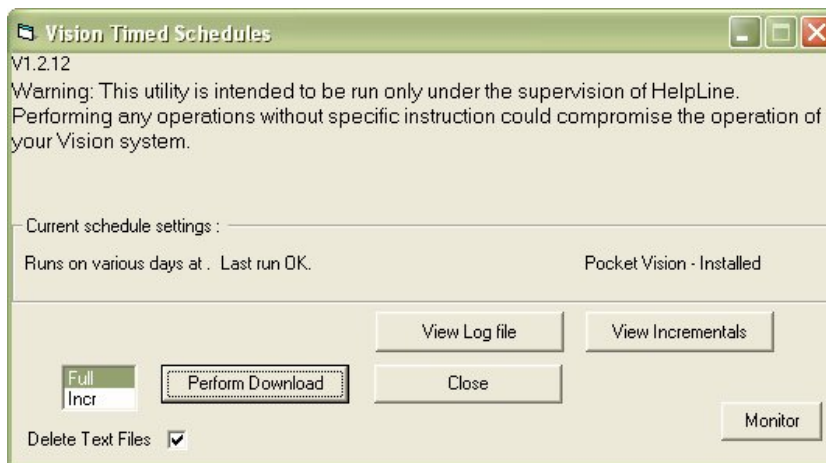 Vision Timed Schedules
V1.2.12
Warning: This utility is intended to be run only under the supervision of HelpLine.
Performing any operations without specific instruction could compromise the operation of
your Vision system.
Current schedule settings :
Runs on various days at . Last run OK.
Pocket Vision - Installed
View Log file
View Incrementals
Full
Incr
Perform Download
Close
Monitor
Delete Text Files